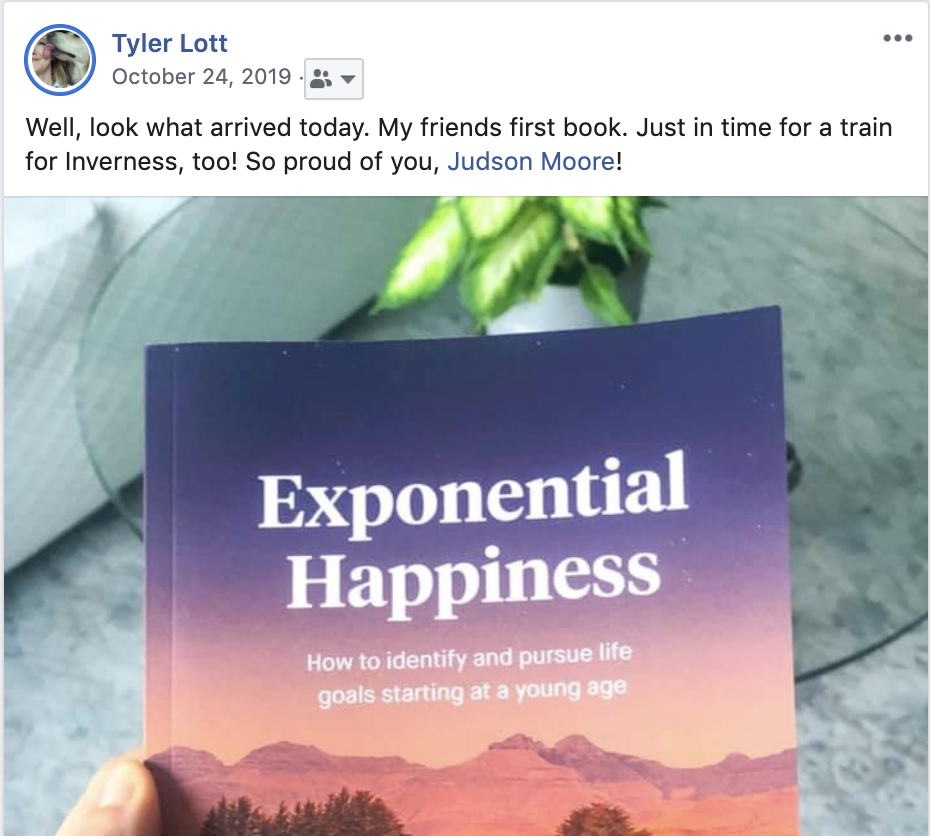 Tyler Lott
October 24, 2019 ·
Well, look what arrived today. My friends first book. Just in time for a train
for Inverness, too! So proud of you, Judson Moore!
Exponential
Happiness
How to identify and pursue life
goals starting at a young age